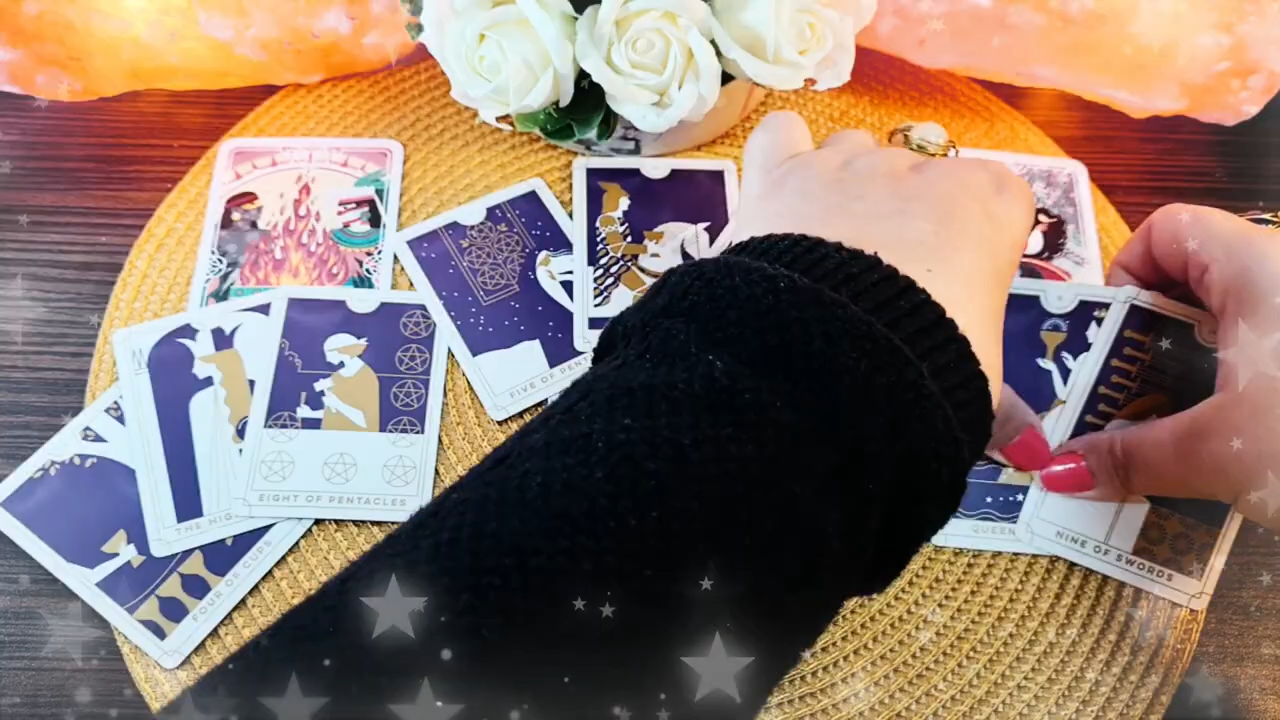 FIVE OF PENT
EIGHT OF PENTACLES
THE HIG
FOUR OF CUPS
QUEEN
NINE OF SWORDS